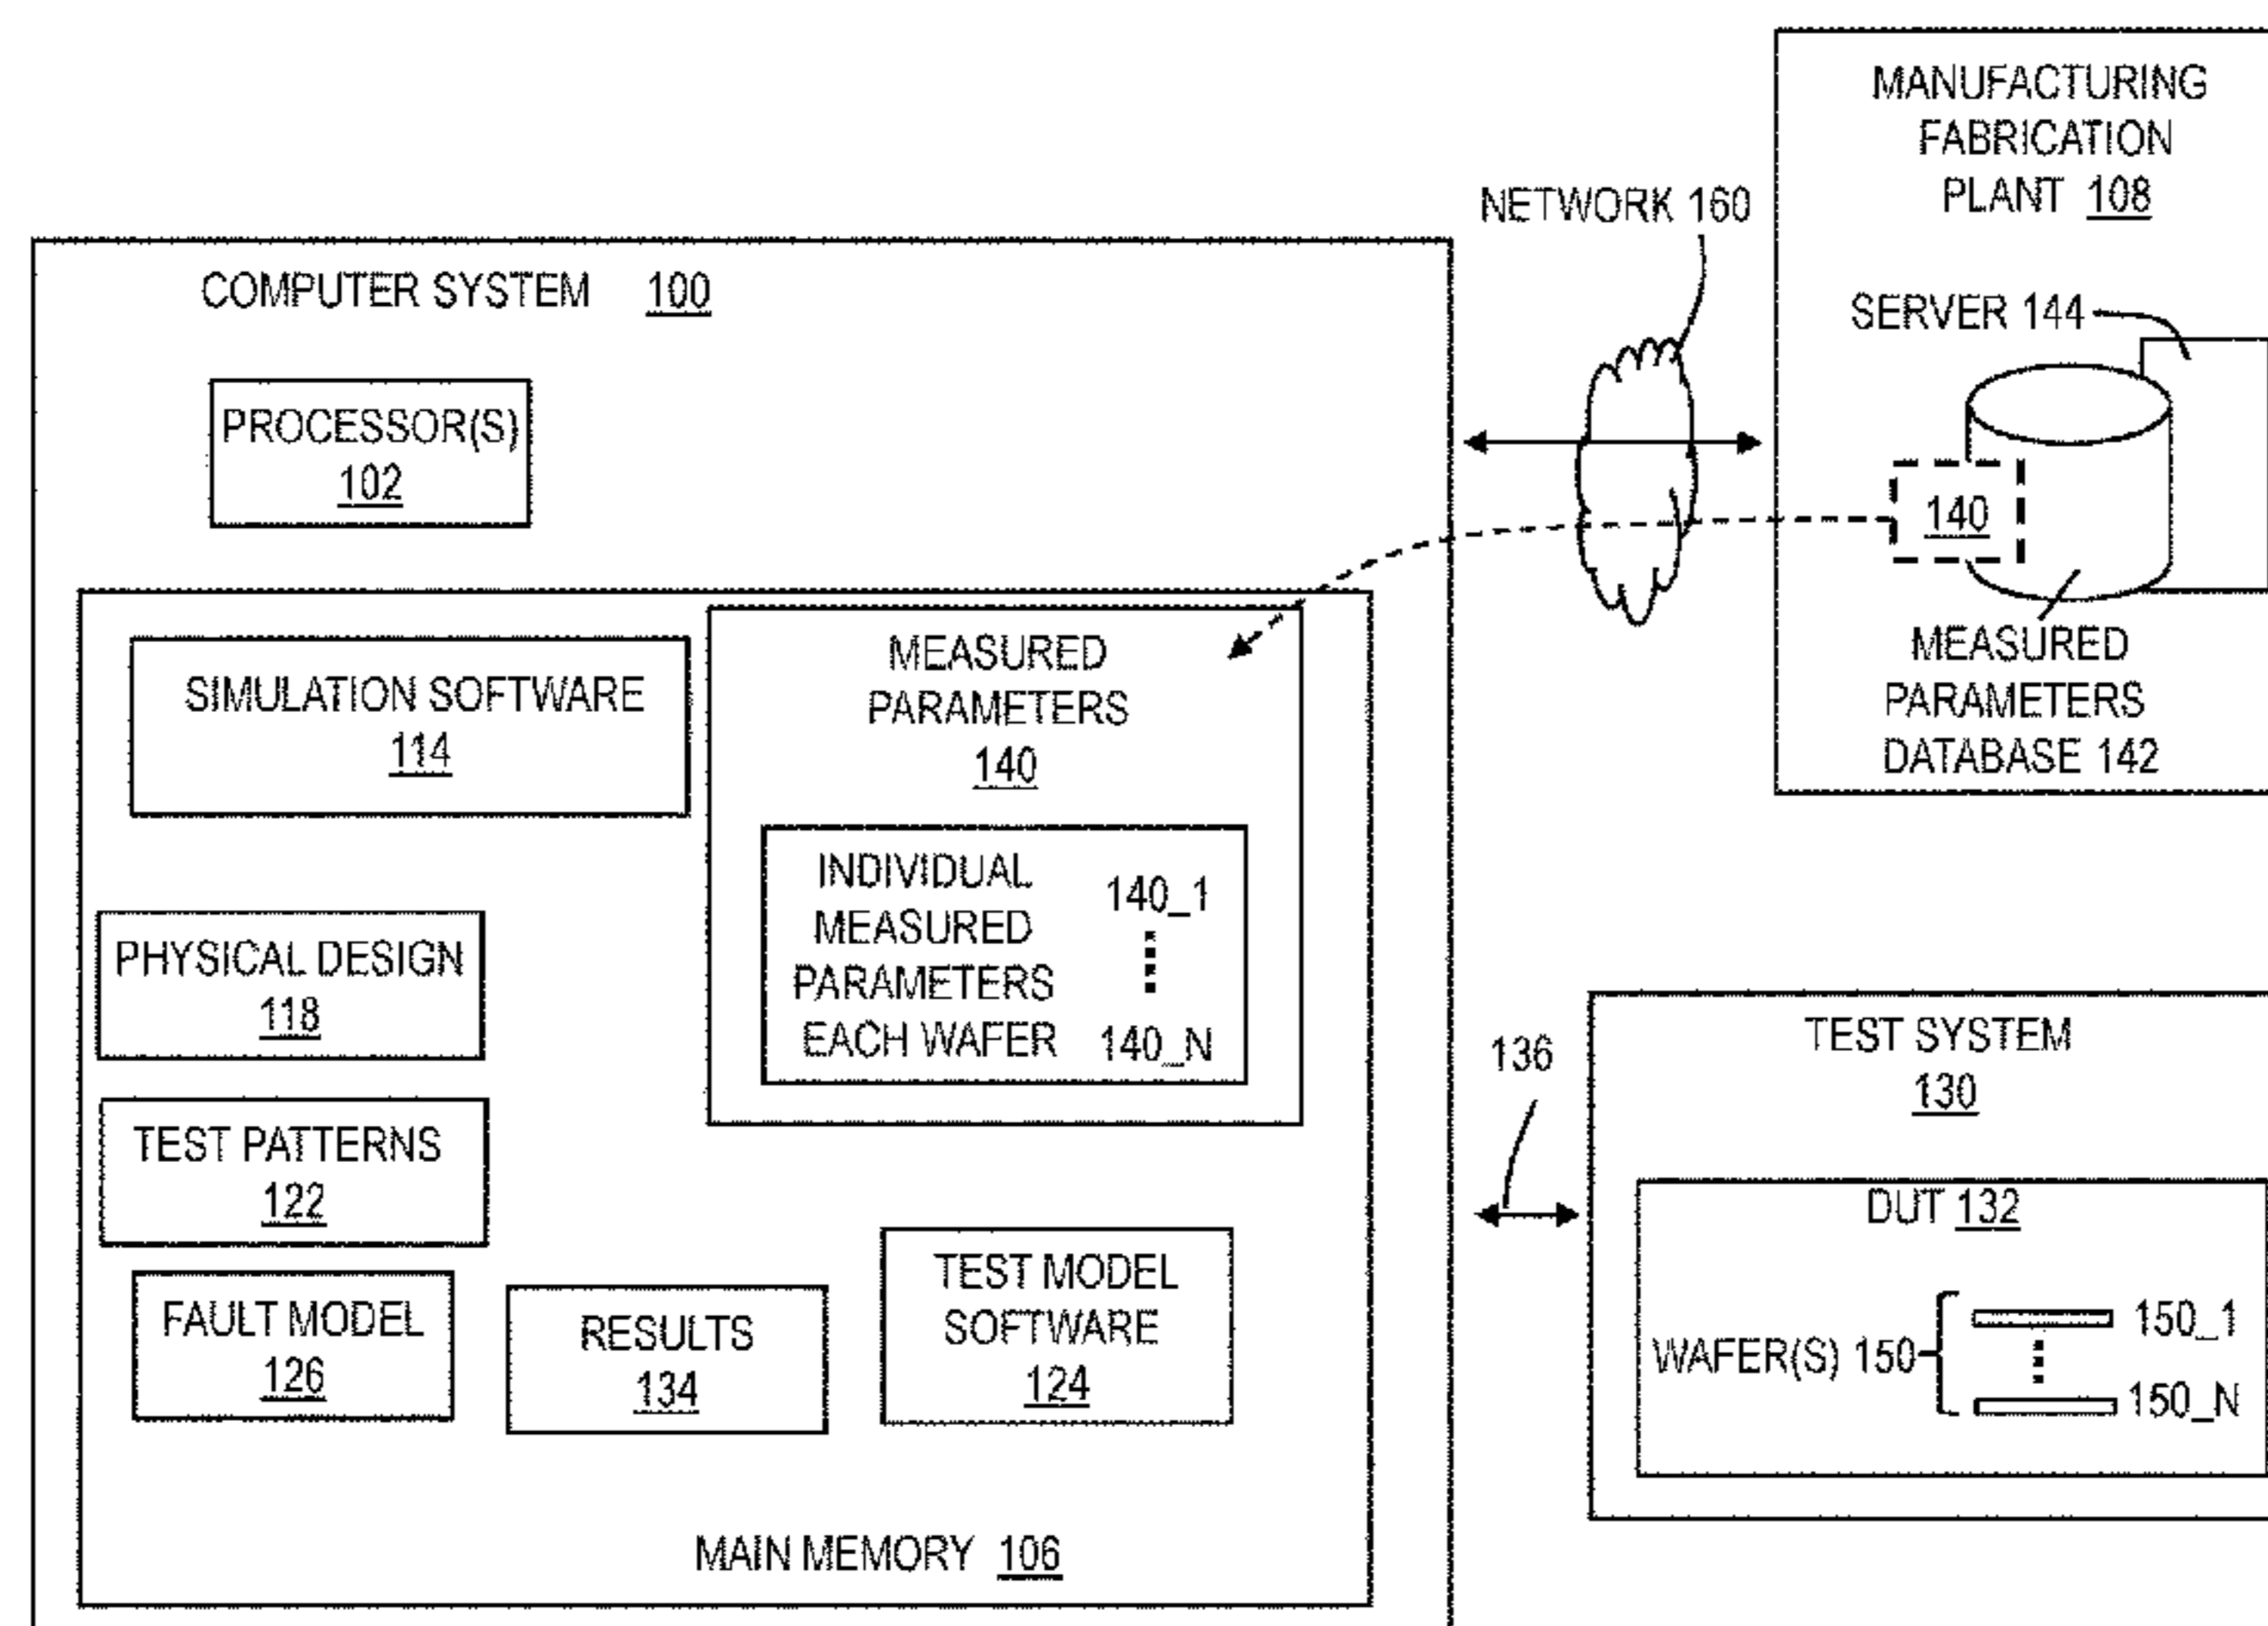 COMPUTER SYSTEM 100
PROCESSOR(S)
102
SIMULATION SOFTWARE
114
MEASURED
PARAMETERS
140
INDIVIDUAL
MEASURED
PARAMETERS
EACH WAFER
140_1
140_N
PHYSICAL DESIGN
118
TEST PATTERNS
122
FAULT MODEL
126
RESULTS
134
TEST MODEL
SOFTWARE
124
MAIN MEMORY 106
NETWORK 160
MANUFACTURING
FABRICATION
PLANT 108
SERVER 144
140
MEASURED
PARAMETERS
DATABASE 142
136
TEST SYSTEM
130
DUT 132
WAFER(S) 150
150_1
150_N